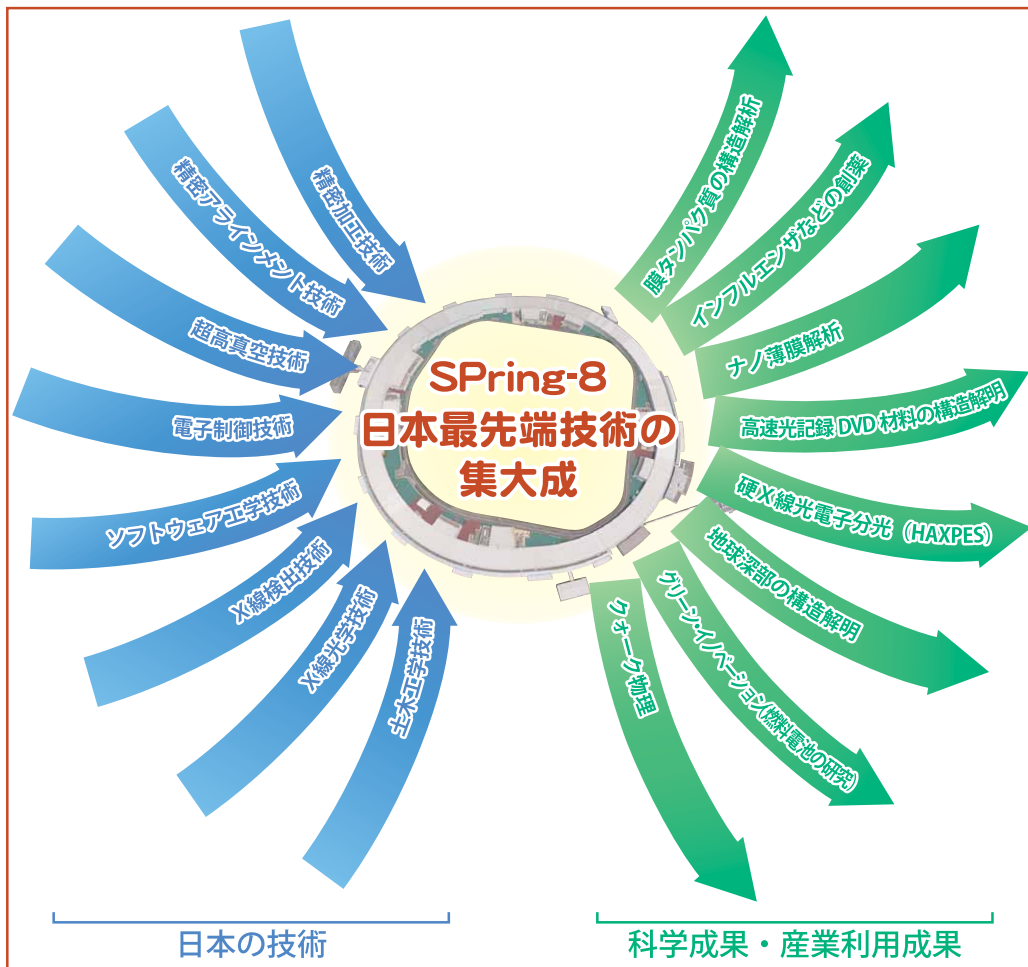 精密加工技術
精密アラインメント技術
超高真空技術
電子制御技術
ソフトウェア工学技術
X線検出技術
X線光学技術
土木工学技術
SPring-8
日本最先端技術の
集大成
膜タンパク質の構造解析
インフルエンザなどの創薬
ナノ薄膜解析
高速光記録 DVD 材料の構造解明
硬X線光電子分光（HAXPES）
地球深部の構造解明
グリーン・イノベーション(燃料電池の研究)
クォーク物理
日本の技術
科学成果・産業利用成果